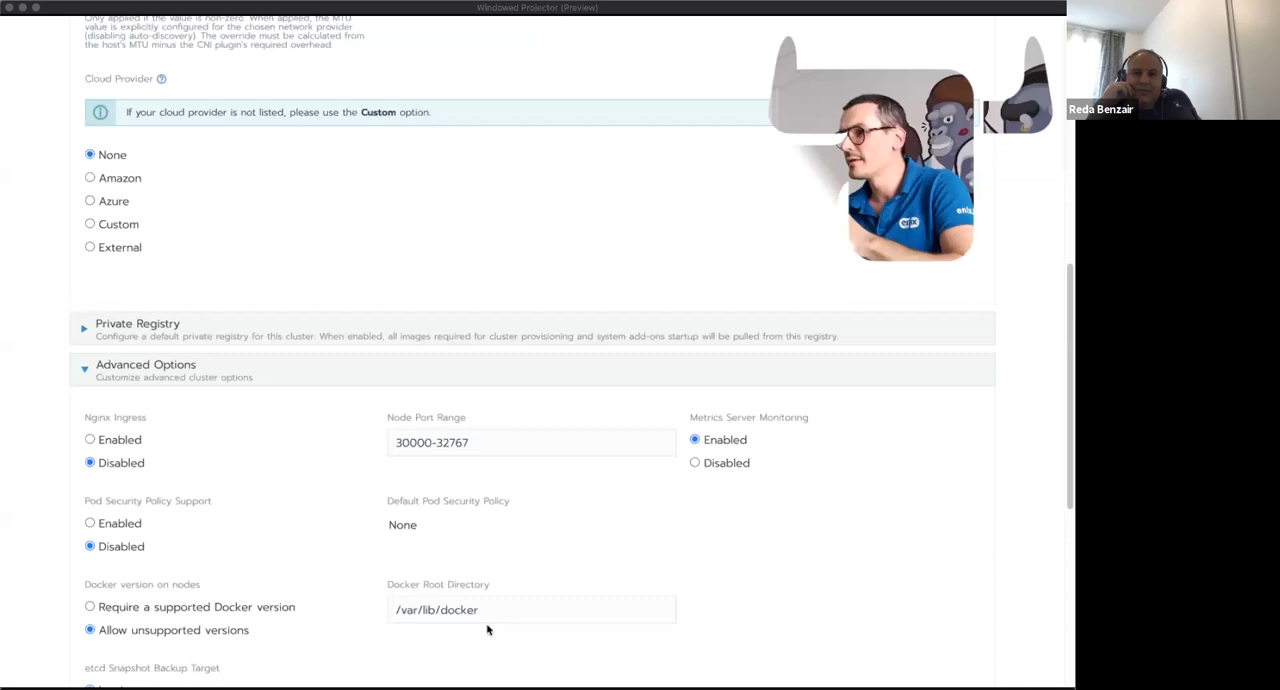 Windowed Projector (Preview)
Only applied if the value is non-zero. When applied, the MTU
value is explicitly configured for the chosen network provider
(disabling auto-discovery). The override must be calculated from
the host's MTU minus the CNI plugin's required overhead.
Cloud Provider
If your cloud provider is not listed, please use the Custom option.
None
Amazon
Azure
Custom
External
enix
enix
Reda Benzair
Private Registry
Configure a default private registry for this cluster. When enabled, all images required for cluster provisioning and system add-ons startup will be pulled from this registry.
Advanced Options
Customize advanced cluster options
Nginx Ingress
Node Port Range
Metrics Server Monitoring
Enabled
30000-32767
Enabled
Disabled
Disabled
Pod Security Policy Support
Default Pod Security Policy
Enabled
None
Disabled
Docker version on nodes
Docker Root Directory
Require a supported Docker version
/var/lib/docker
Allow unsupported versions
etcd Snapshot Backup Target